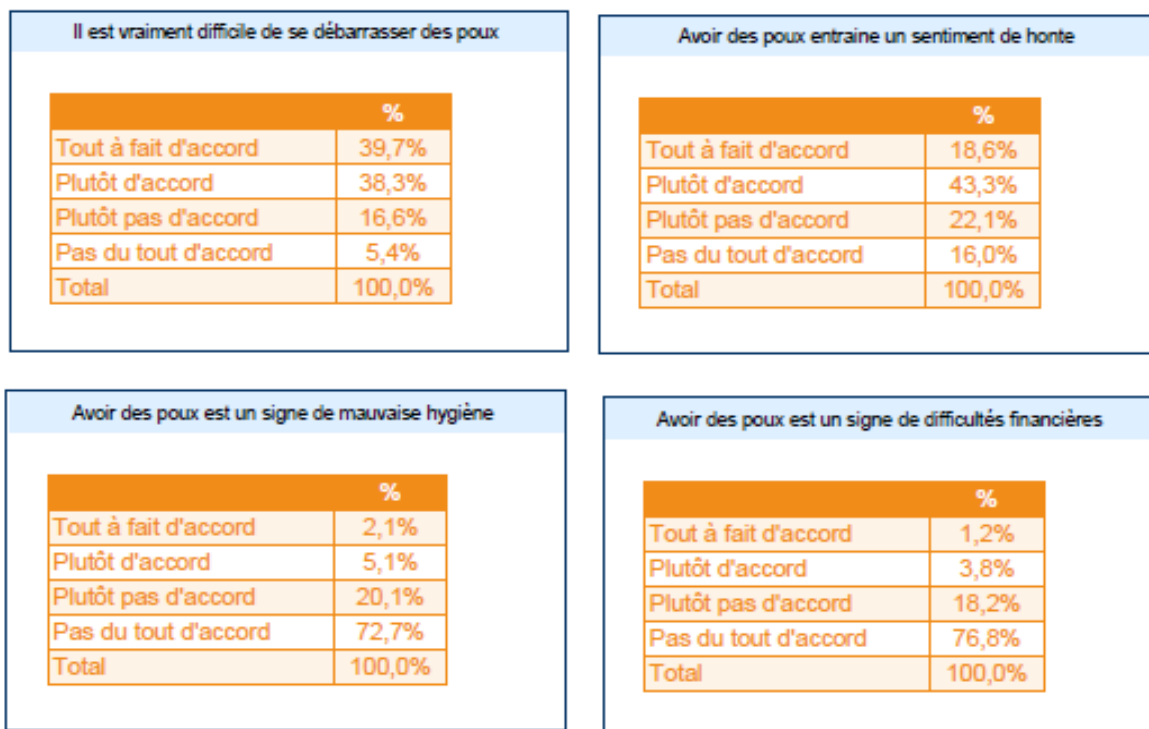 Il est vraiment difficile de se débarrasser des poux
%
Tout à fait d'accord 39,7%
Plutôt d'accord 38,3%
Plutôt pas d'accord 16,6%
Pas du tout d'accord 5,4%
Total 100,0%
Avoir des poux entraine un sentiment de honte
%
Tout à fait d'accord 18,6%
Plutôt d'accord 43,3%
Plutôt pas d'accord 22,1%
Pas du tout d'accord 16,0%
Total 100,0%
Avoir des poux est un signe de mauvaise hygiène
%
Tout à fait d'accord 2,1%
Plutôt d'accord 5,1%
Plutôt pas d'accord 20,1%
Pas du tout d'accord 72,7%
Total 100,0%
Avoir des poux est un signe de difficultés financières
%
Tout à fait d'accord 1,2%
Plutôt d'accord 3,8%
Plutôt pas d'accord 18,2%
Pas du tout d'accord 76,8%
Total 100,0%